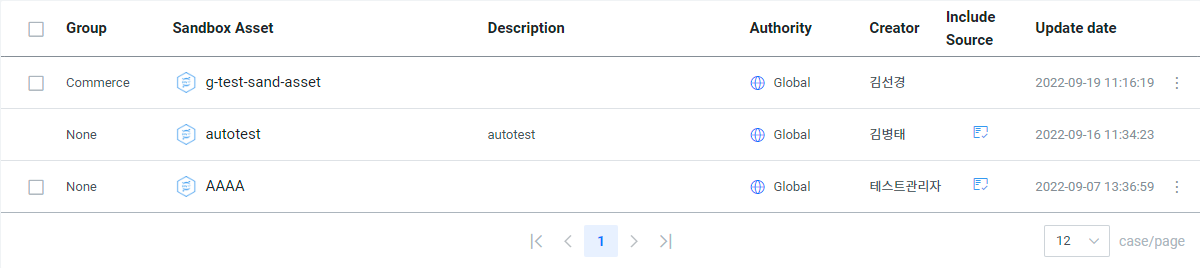 Group Sandbox Asset Description Authority Creator Include Source Update date
Commerce g-test-sand-asset Global 김선경 2022-09-19 11:16:19
None autotest autotest Global 김병태 2022-09-16 11:34:23
None AAAA Global 테스트관리자 2022-09-07 13:36:59
1 12 case/page